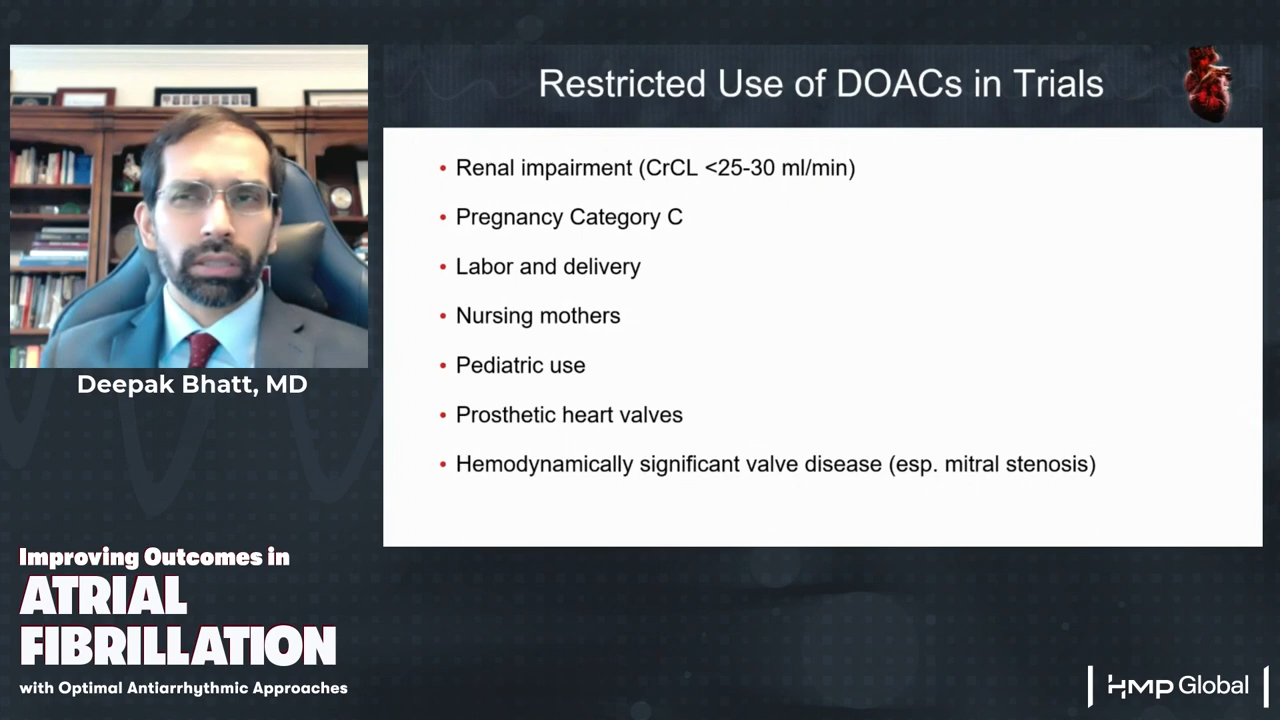 Restricted Use of DOACs in Trials
• Renal impairment (CrCL <25-30 ml/min)
• Pregnancy Category C
• Labor and delivery
• Nursing mothers
• Pediatric use
• Prosthetic heart valves
• Hemodynamically significant valve disease (esp. mitral stenosis)
Deepak Bhatt, MD
Improving Outcomes in
ATRIAL
FIBRILLATION
with Optimal Antiarrhythmic Approaches
HMP Global